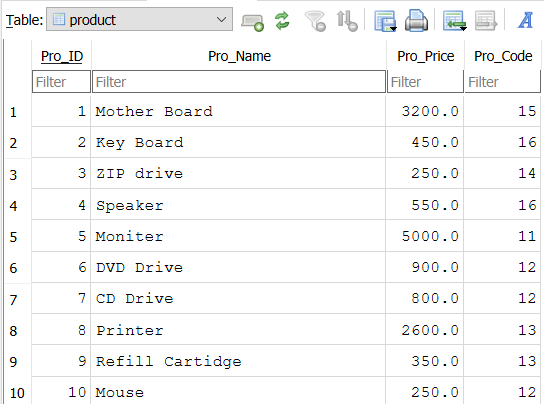 Table: product
Pro_ID Pro_Name Pro_Price Pro_Code
Filter Filter Filter Filter
1 1 Mother Board 3200.0 15
2 2 Key Board 450.0 16
3 3 ZIP drive 250.0 14
4 4 Speaker 550.0 16
5 5 Moniter 5000.0 11
6 6 DVD Drive 900.0 12
7 7 CD Drive 800.0 12
8 8 Printer 2600.0 13
9 9 Refill Cartidge 350.0 13
10 10 Mouse 250.0 12